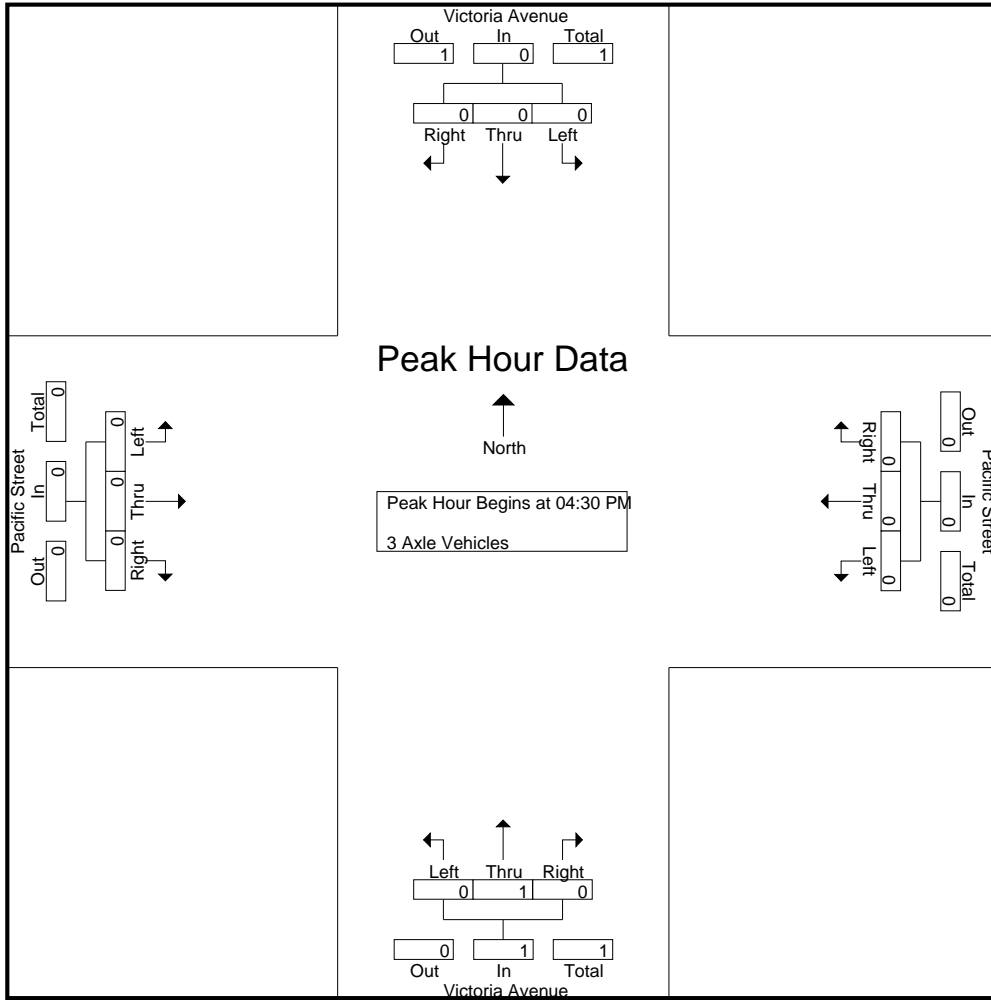 Victoria Avenue
Out In Total
1 0 1
0 0 0
Right Thru Left
Peak Hour Data
North
Peak Hour Begins at 04:30 PM
3 Axle Vehicles
Pacific Street
Out In Total
0 0 0
0 0 0
Right Thru Left
Pacific Street
Out In Total
0 0 0
0 0 0
Right Thru Left
Left Thru Right
0 1 0
0 1 1
Out In Total
Victoria Avenue